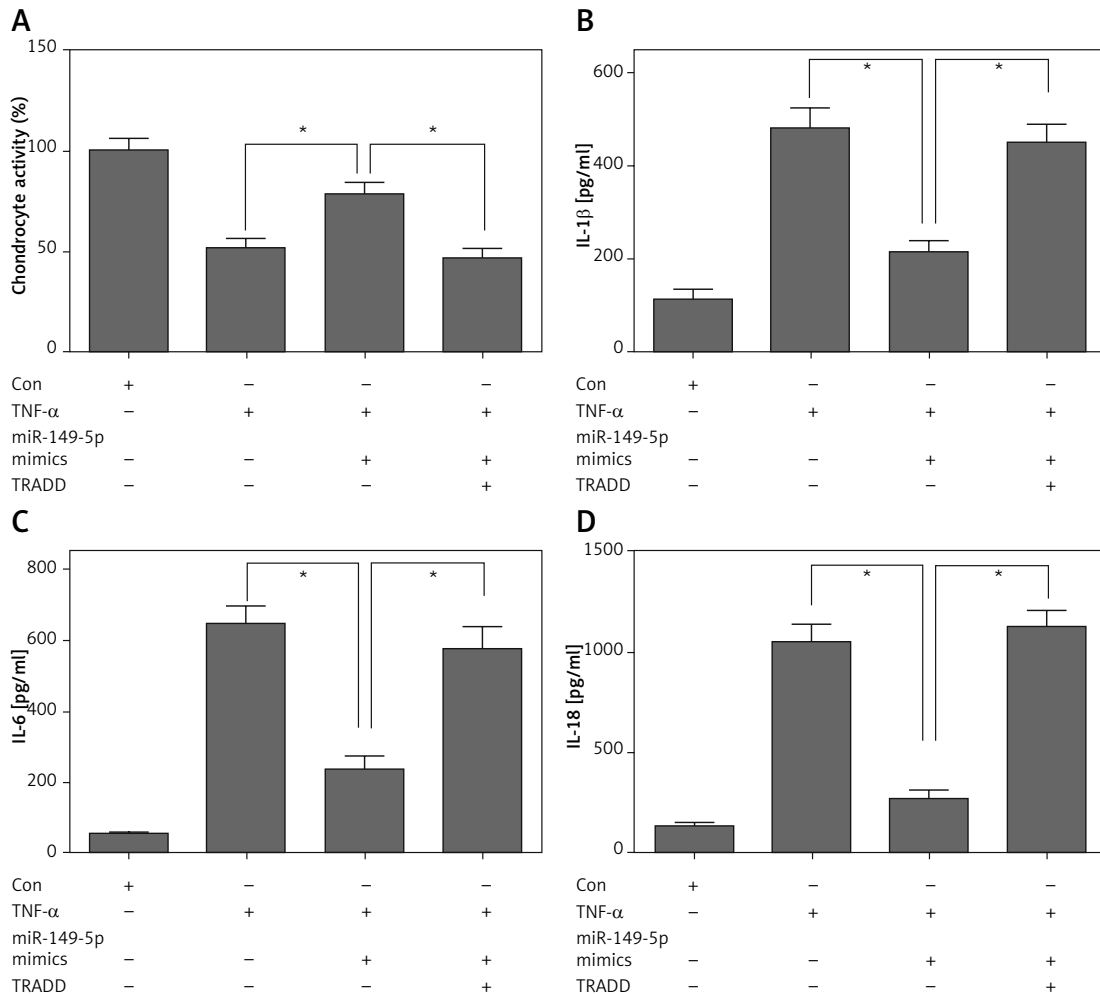 A
Chondrocyte activity (%)
150
100
50
0
* *
Con + – – –
TNF-α – + + +
miR-149-5p
mimics – – + +
TRADD – – – +
B
IL-1β [pg/ml]
600
400
200
0
* *
Con + – – –
TNF-α – + + +
miR-149-5p
mimics – – + +
TRADD – – – +
C
IL-6 [pg/ml]
800
600
400
200
0
* *
Con + – – –
TNF-α – + + +
miR-149-5p
mimics – – + +
TRADD – – – +
D
IL-18 [pg/ml]
1500
1000
500
0
* *
Con + – – –
TNF-α – + + +
miR-149-5p
mimics – – + +
TRADD – – – +